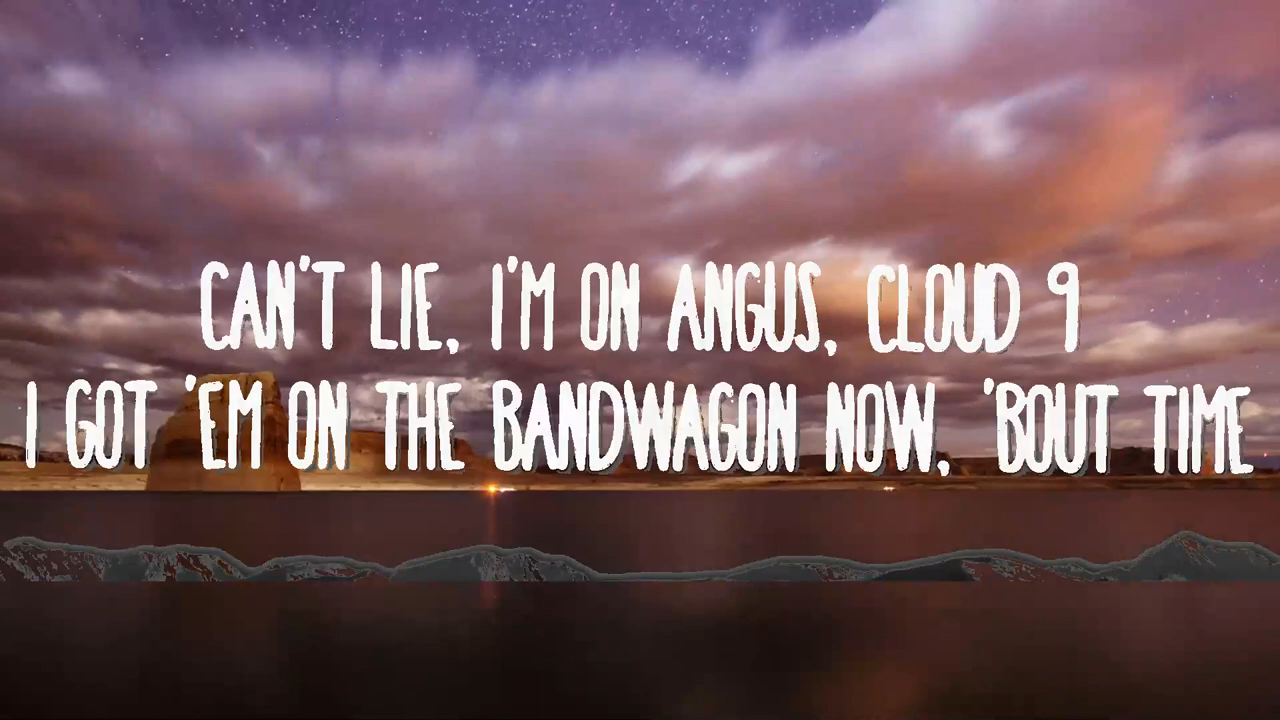 CAN'T LIE, I'M ON ANGUS, CLOUD 9
I GOT 'EM ON THE BANDWAGON NOW, 'BOUT TIME